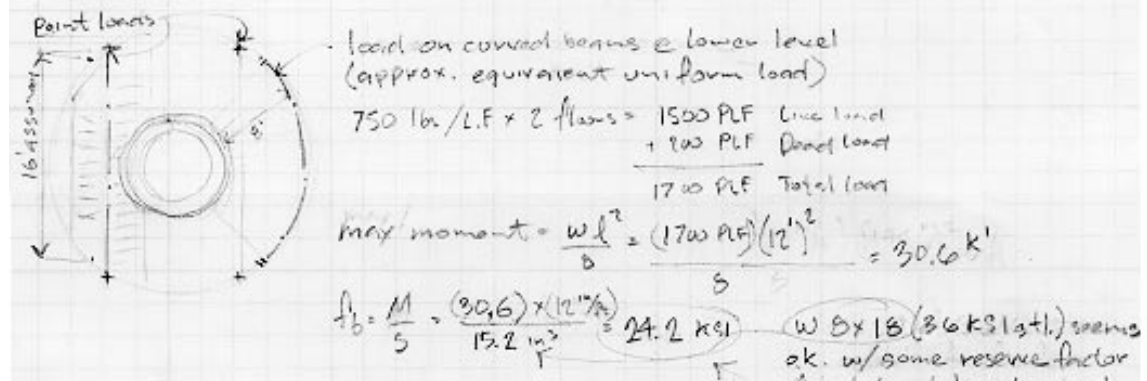 Point loads
16' assumed
8'
load on curved beams @ lower level
(approx. equivalent uniform load)
750 lbs/L.F x 2 floors = 1500 PLF Live load
+ 200 PLF Dead load
1700 PLF Total load
max moment = wl²/8 = (1700 PLF)(12')²/8 = 30.6 k'
fb = M/S = (30,6) x (12"/ft)/15.2 in³ = 24.2 KSI
W 8x18 (36 KSI stl.) seems
ok. w/ some reserve factor